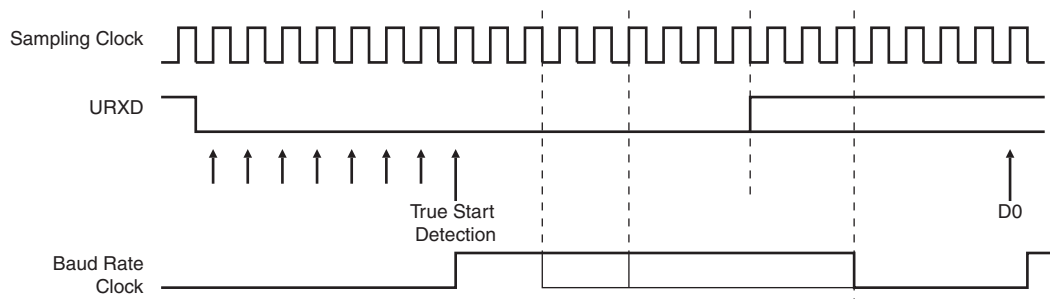 Sampling Clock
URXD
True Start
Detection
D0
Baud Rate
Clock